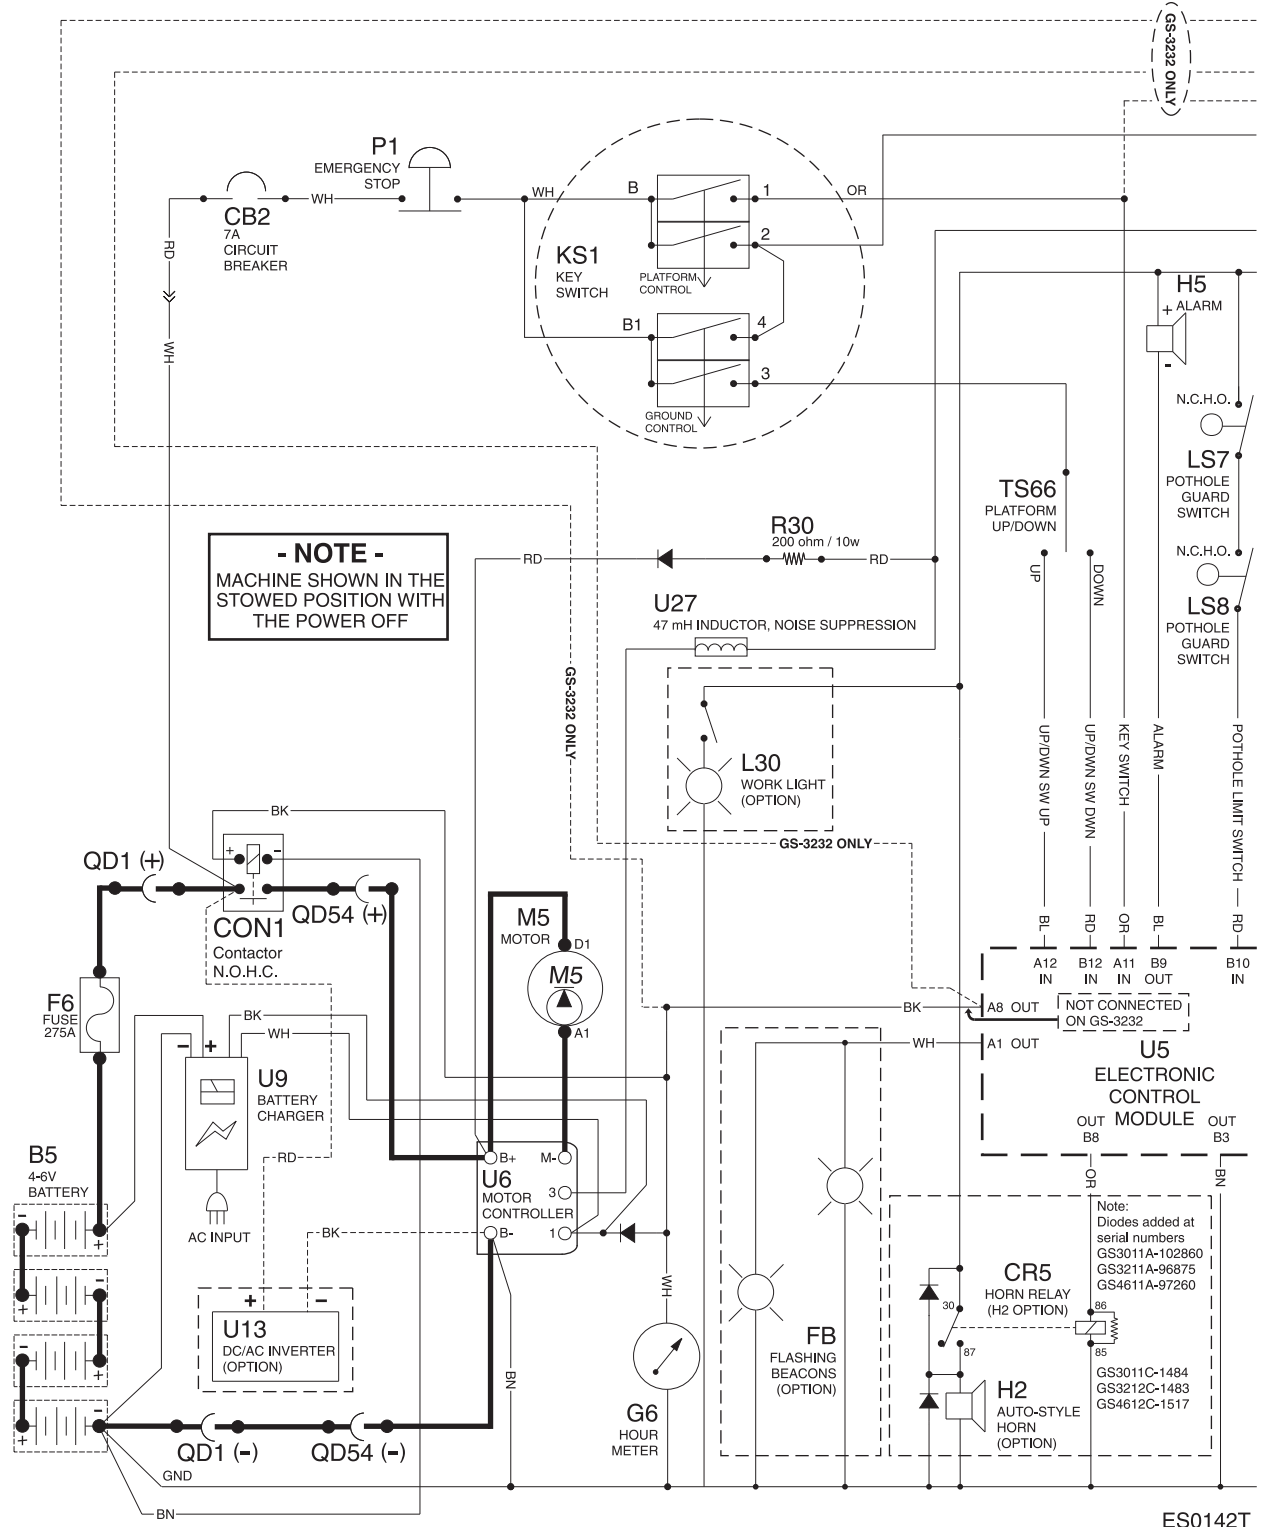 GS-3232 ONLY
P1
EMERGENCY
STOP
WH
CB2
7A
CIRCUIT
BREAKER
RD
WH
WH
B
1
OR
2
KS1
KEY
SWITCH
PLATFORM
CONTROL
B1
4
3
GROUND
CONTROL
H5
ALARM
+
-
N.C.H.O.
LS7
POTHOLE
GUARD
SWITCH
N.C.H.O.
LS8
POTHOLE
GUARD
SWITCH
TS66
PLATFORM
UP/DOWN
UP
DOWN
- NOTE -
MACHINE SHOWN IN THE
STOWED POSITION WITH
THE POWER OFF
R30
200 ohm / 10w
RD
RD
U27
47 mH INDUCTOR, NOISE SUPPRESSION
GS-3232 ONLY
L30
WORK LIGHT
(OPTION)
GS-3232 ONLY
UP/DWN SW UP
UP/DWN SW DWN
KEY SWITCH
ALARM
POTHOLE LIMIT SWITCH
BL
RD
OR
BL
RD
BK
+ -
QD1 (+)
QD54 (+)
CON1
Contactor
N.O.H.C.
M5
MOTOR
D1
M5
A1
F6
FUSE
275A
BK
WH
- +
U9
BATTERY
CHARGER
AC INPUT
RD
B5
4-6V
BATTERY
- +
+ -
- +
+ -
B+
M-
U6
MOTOR
CONTROLLER
3
B-
1
BK
+ -
U13
DC/AC INVERTER
(OPTION)
BN
WH
G6
HOUR
METER
QD1 (-)
QD54 (-)
GND
BN
A12
IN
B12
IN
A11
IN
B9
OUT
B10
IN
BK
A8 OUT
NOT CONNECTED
ON GS-3232
WH
A1 OUT
U5
ELECTRONIC
CONTROL
MODULE
OUT
B8
OUT
B3
OR
BN
FB
FLASHING
BEACONS
(OPTION)
Note:
Diodes added at
serial numbers
GS3011A-102860
GS3211A-96875
GS4611A-97260
CR5
HORN RELAY
(H2 OPTION)
30
87
86
85
GS3011C-1484
GS3212C-1483
GS4612C-1517
H2
AUTO-STYLE
HORN
(OPTION)
ES0142T